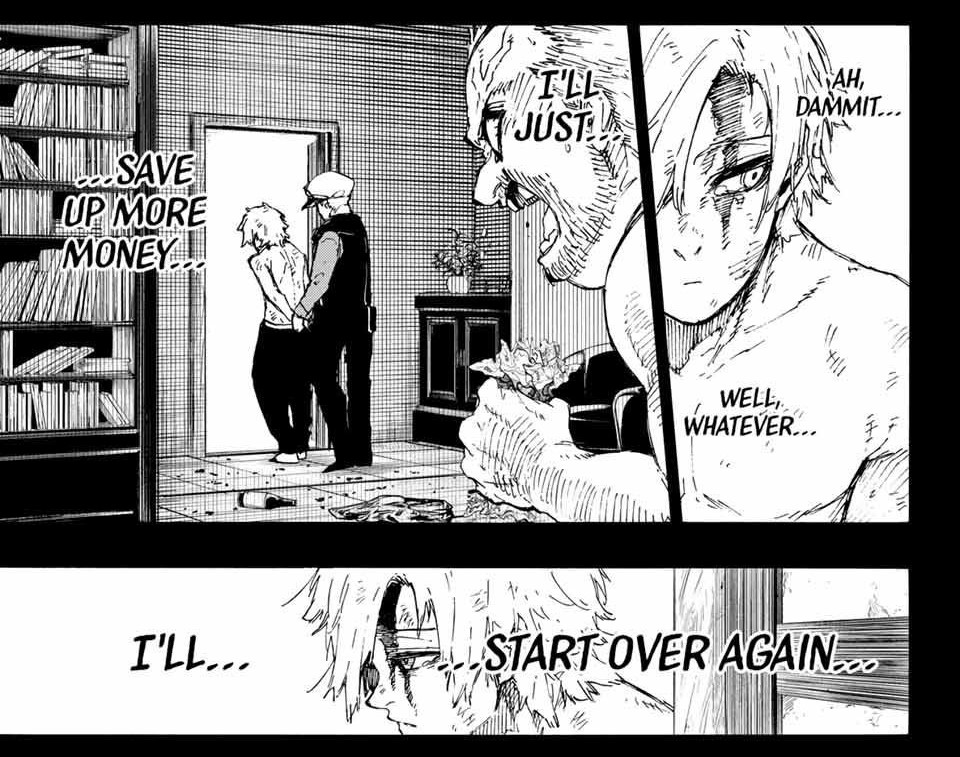 AH,
DAMMIT...
WELL,
WHATEVER...
I'LL
JUST...
...SAVE
UP MORE
MONEY...
I'LL...
...START OVER AGAIN...